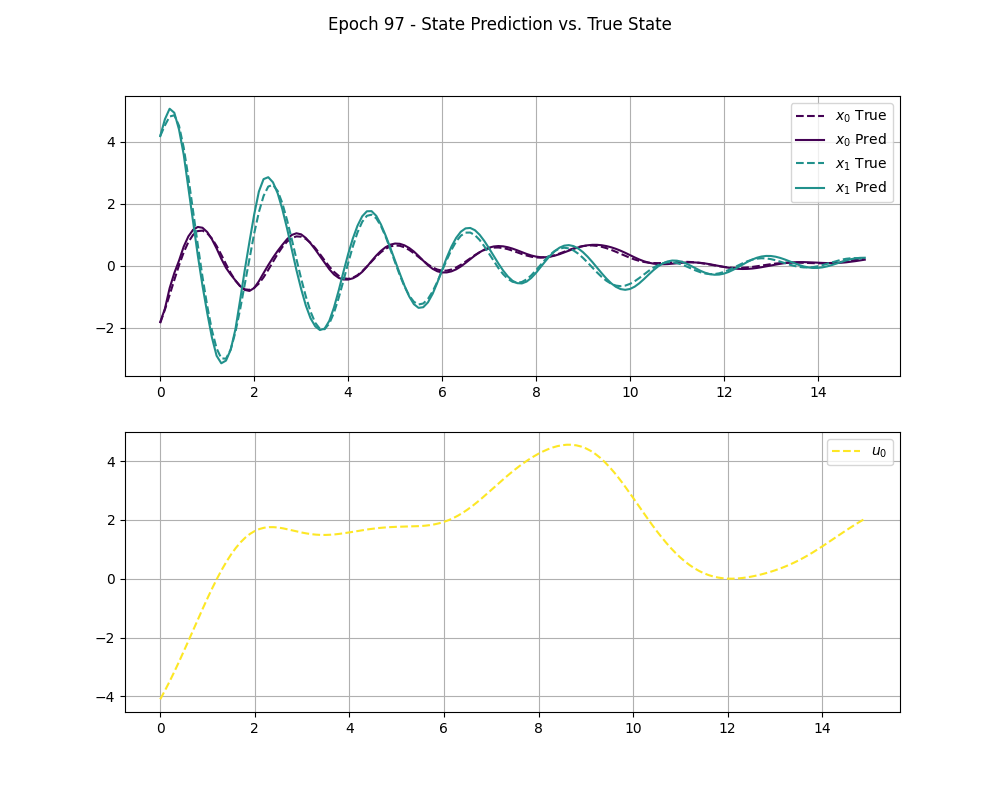 Epoch 97 - State Prediction vs. True State
4
2
0
−2
x₀ True
x₀ Pred
x₁ True
x₁ Pred
0 2 4 6 8 10 12 14
4
2
0
−2
−4
u₀
0 2 4 6 8 10 12 14